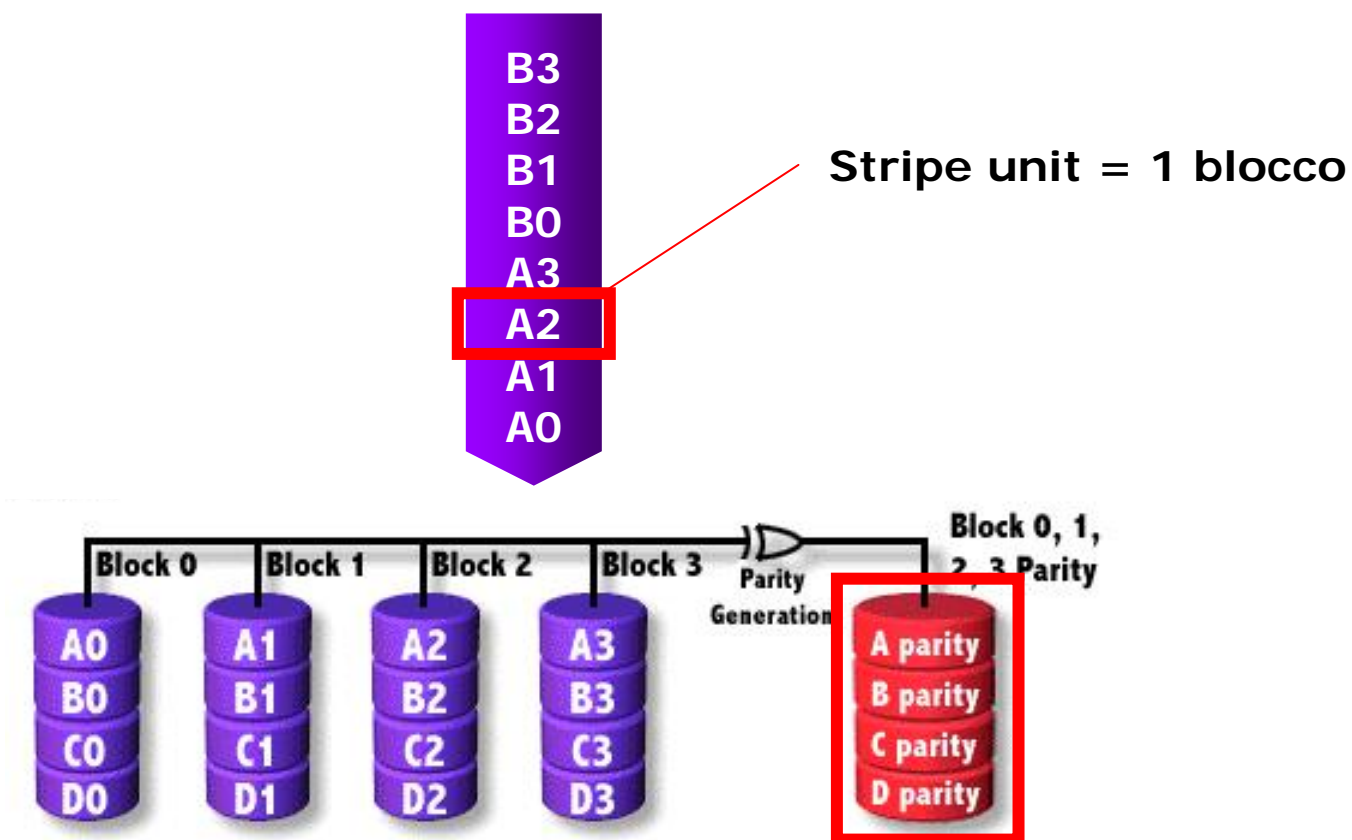 B3
B2
B1
B0
A3
A2
A1
A0
Stripe unit = 1 blocco
Block 0
Block 1
Block 2
Block 3
Parity
Generation
Block 0, 1,
2, 3 Parity
A0
B0
C0
D0
A1
B1
C1
D1
A2
B2
C2
D2
A3
B3
C3
D3
A parity
B parity
C parity
D parity